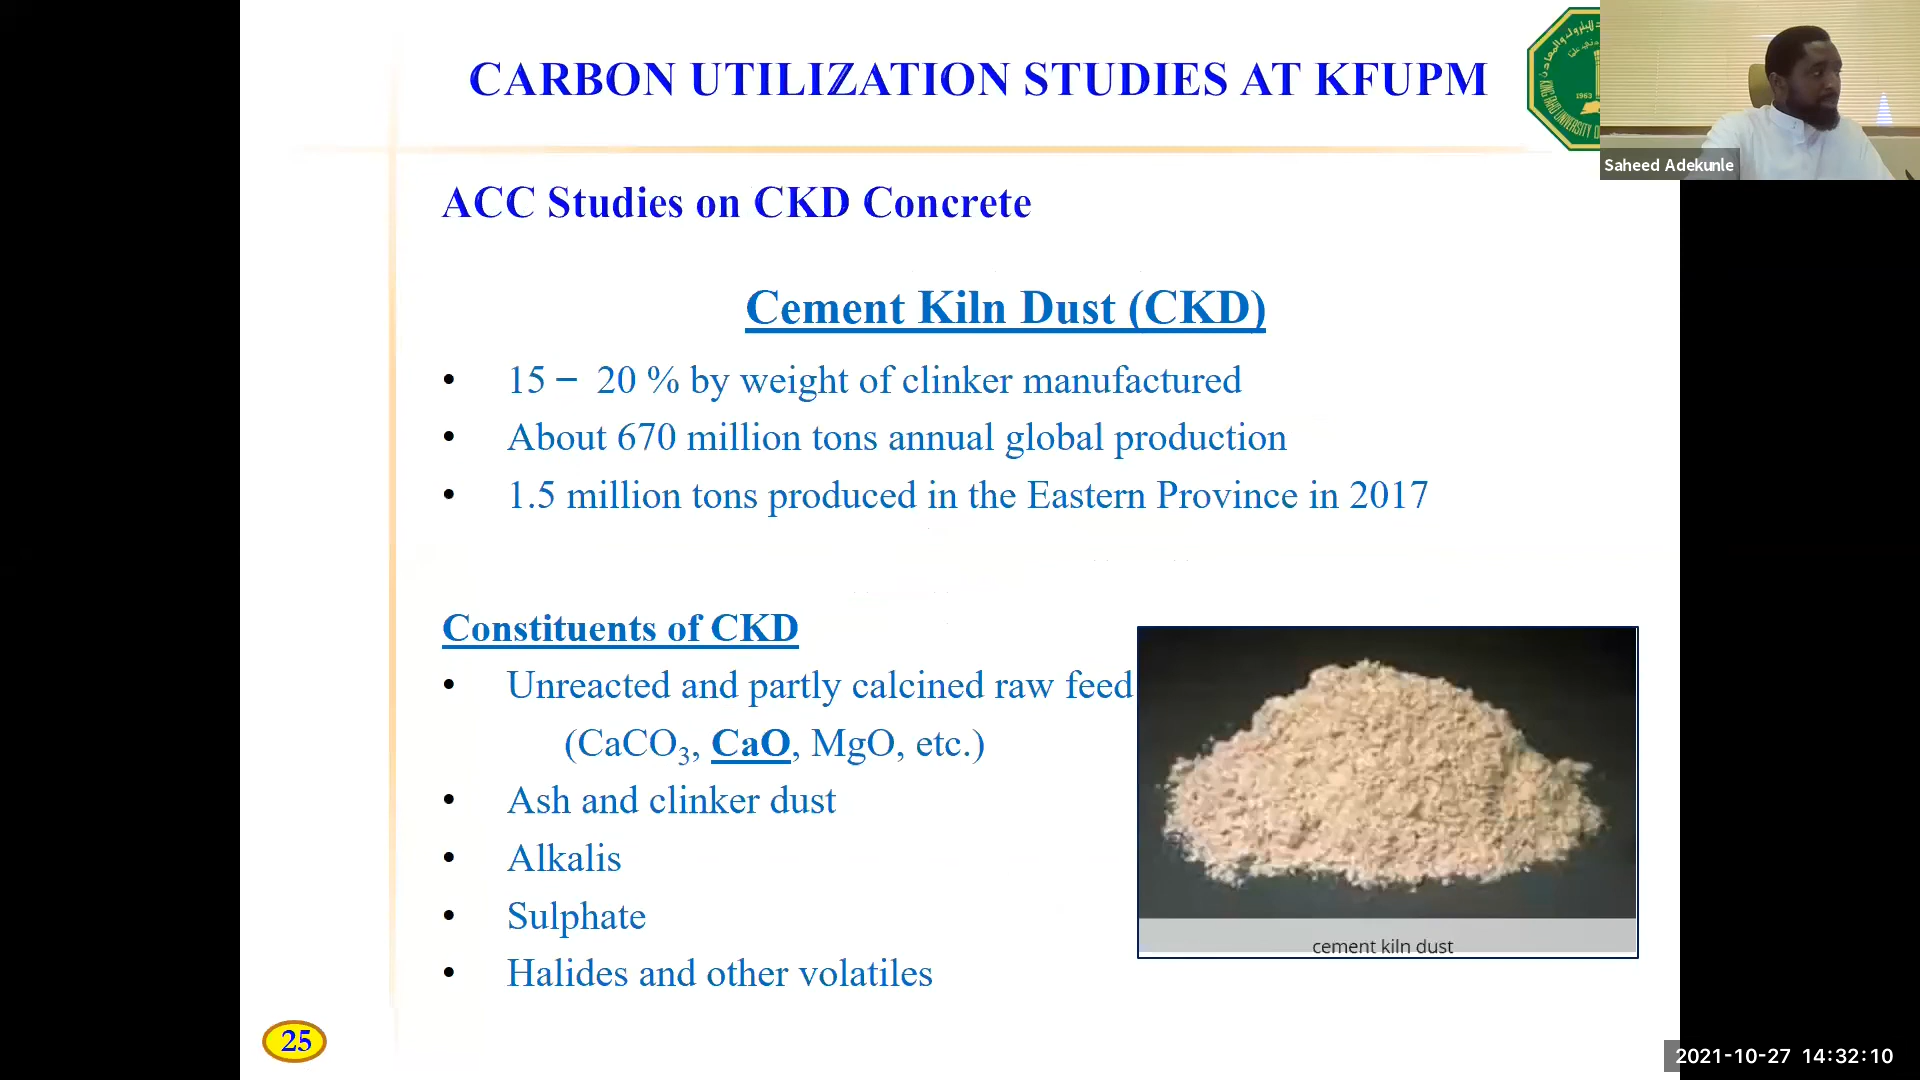 CARBON UTILIZATION STUDIES AT KFUPM
1963
Saheed Adekunle
ACC Studies on CKD Concrete
Cement Kiln Dust (CKD)
• 15 – 20 % by weight of clinker manufactured
• About 670 million tons annual global production
• 1.5 million tons produced in the Eastern Province in 2017
Constituents of CKD
• Unreacted and partly calcined raw feed
(CaCO₃, CaO, MgO, etc.)
• Ash and clinker dust
• Alkalis
• Sulphate
• Halides and other volatiles
cement kiln dust
25
2021-10-27 14:32:10